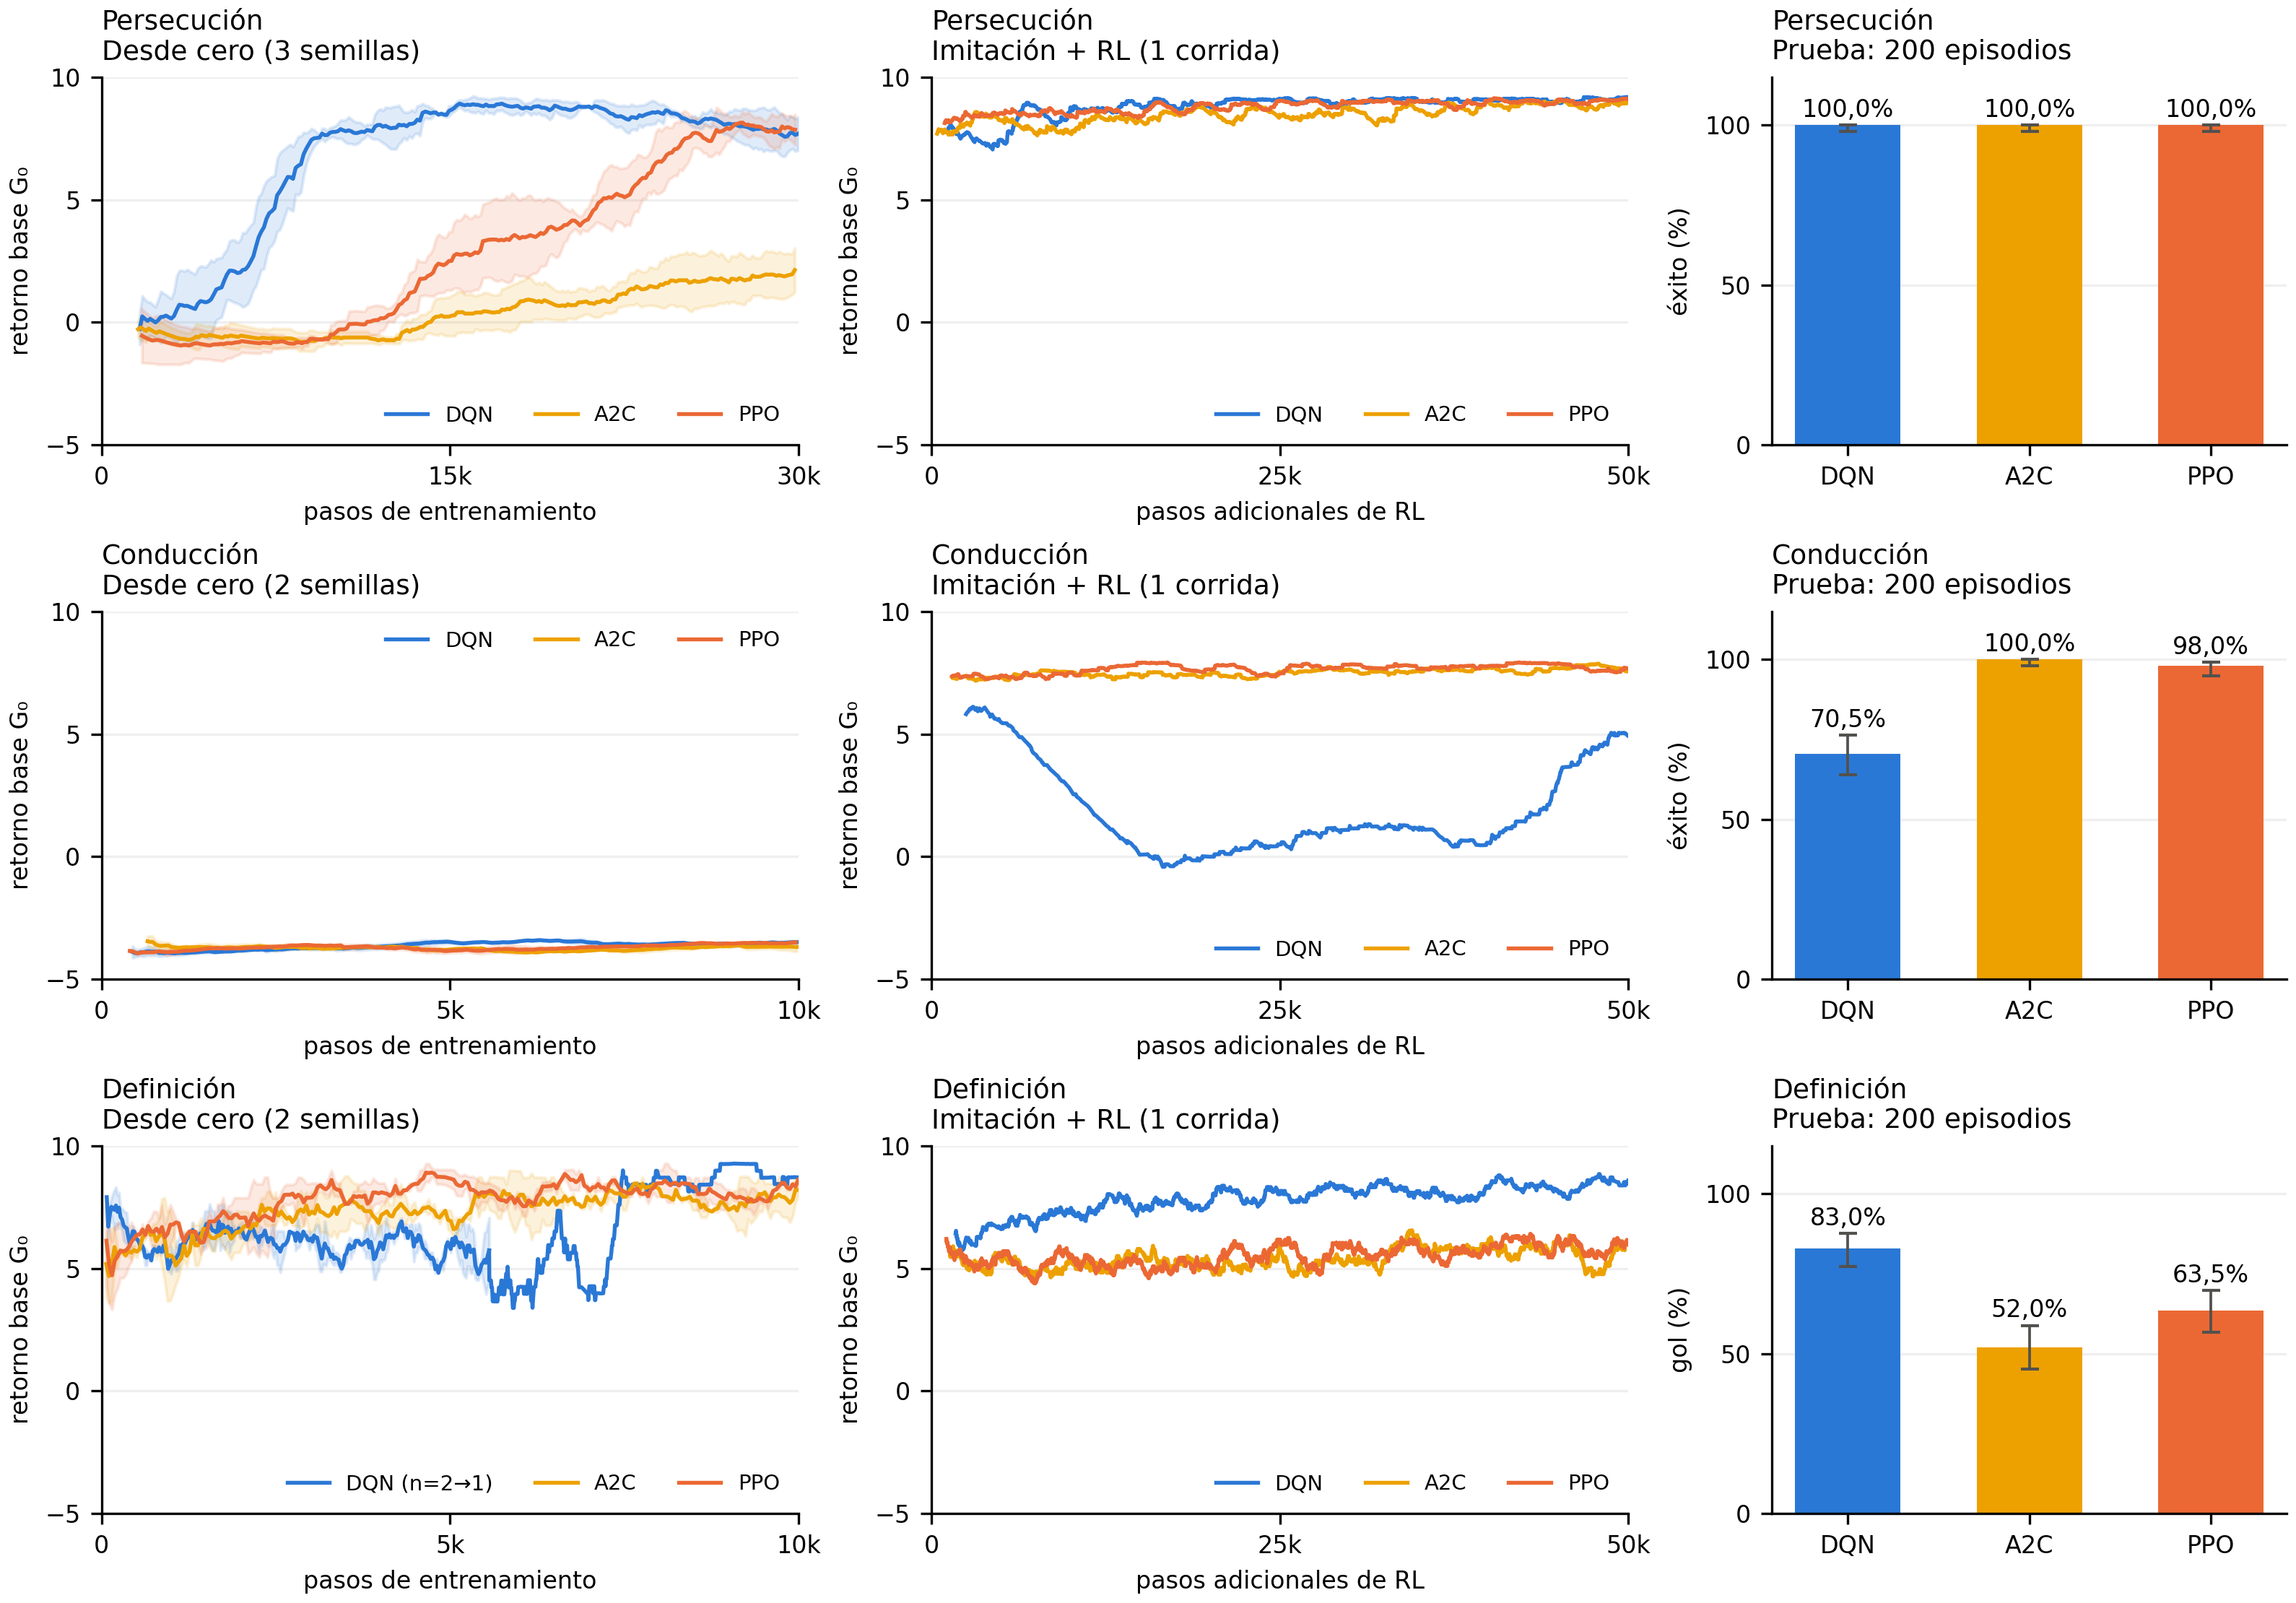 Persecución
Desde cero (3 semillas)
10
5
0
−5
retorno base G₀
DQN A2C PPO
0 15k 30k
pasos de entrenamiento
Persecución
Imitación + RL (1 corrida)
10
5
0
−5
retorno base G₀
DQN A2C PPO
0 25k 50k
pasos adicionales de RL
Persecución
Prueba: 200 episodios
100,0% 100,0% 100,0%
100
50
0
éxito (%)
DQN A2C PPO
Conducción
Desde cero (2 semillas)
DQN A2C PPO
10
5
0
−5
retorno base G₀
0 5k 10k
pasos de entrenamiento
Conducción
Imitación + RL (1 corrida)
10
5
0
−5
retorno base G₀
DQN A2C PPO
0 25k 50k
pasos adicionales de RL
Conducción
Prueba: 200 episodios
70,5% 100,0% 98,0%
100
50
0
éxito (%)
DQN A2C PPO
Definición
Desde cero (2 semillas)
10
5
0
−5
retorno base G₀
DQN (n=2→1) A2C PPO
0 5k 10k
pasos de entrenamiento
Definición
Imitación + RL (1 corrida)
10
5
0
−5
retorno base G₀
DQN A2C PPO
0 25k 50k
pasos adicionales de RL
Definición
Prueba: 200 episodios
83,0% 52,0% 63,5%
100
50
0
gol (%)
DQN A2C PPO